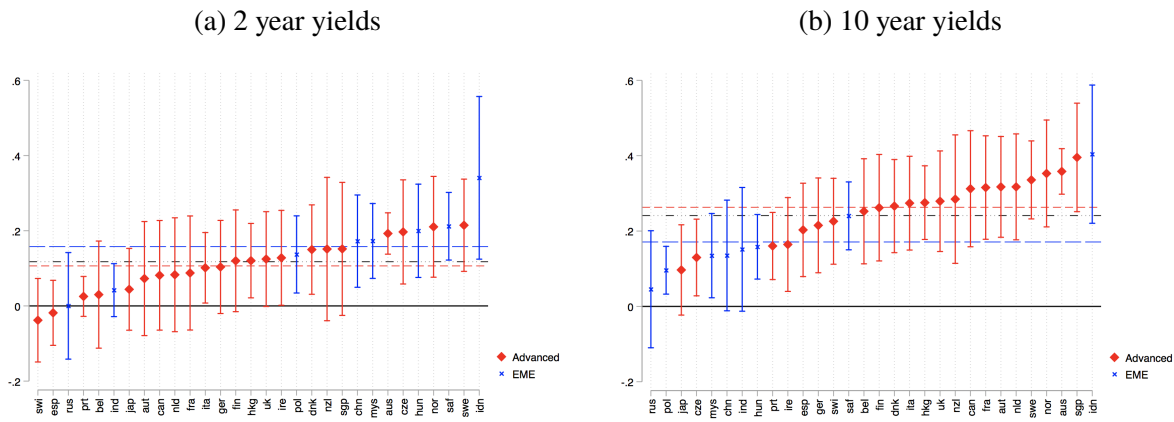 (a) 2 year yields
.6
.4
.2
0
-.2
swi esp rus prt bel ind jap aut can nld fra ita ger fin hkg uk ire pol dnk nzl sgp chn mys aus cze hun nor saf swe idn
Advanced
EME
(b) 10 year yields
.6
.4
.2
0
-.2
rus pol jap cze mys chn ind hun prt ire esp ger swi saf bel fin dnk ita hkg uk nzl can fra aut nld swe nor aus sgp idn
Advanced
EME